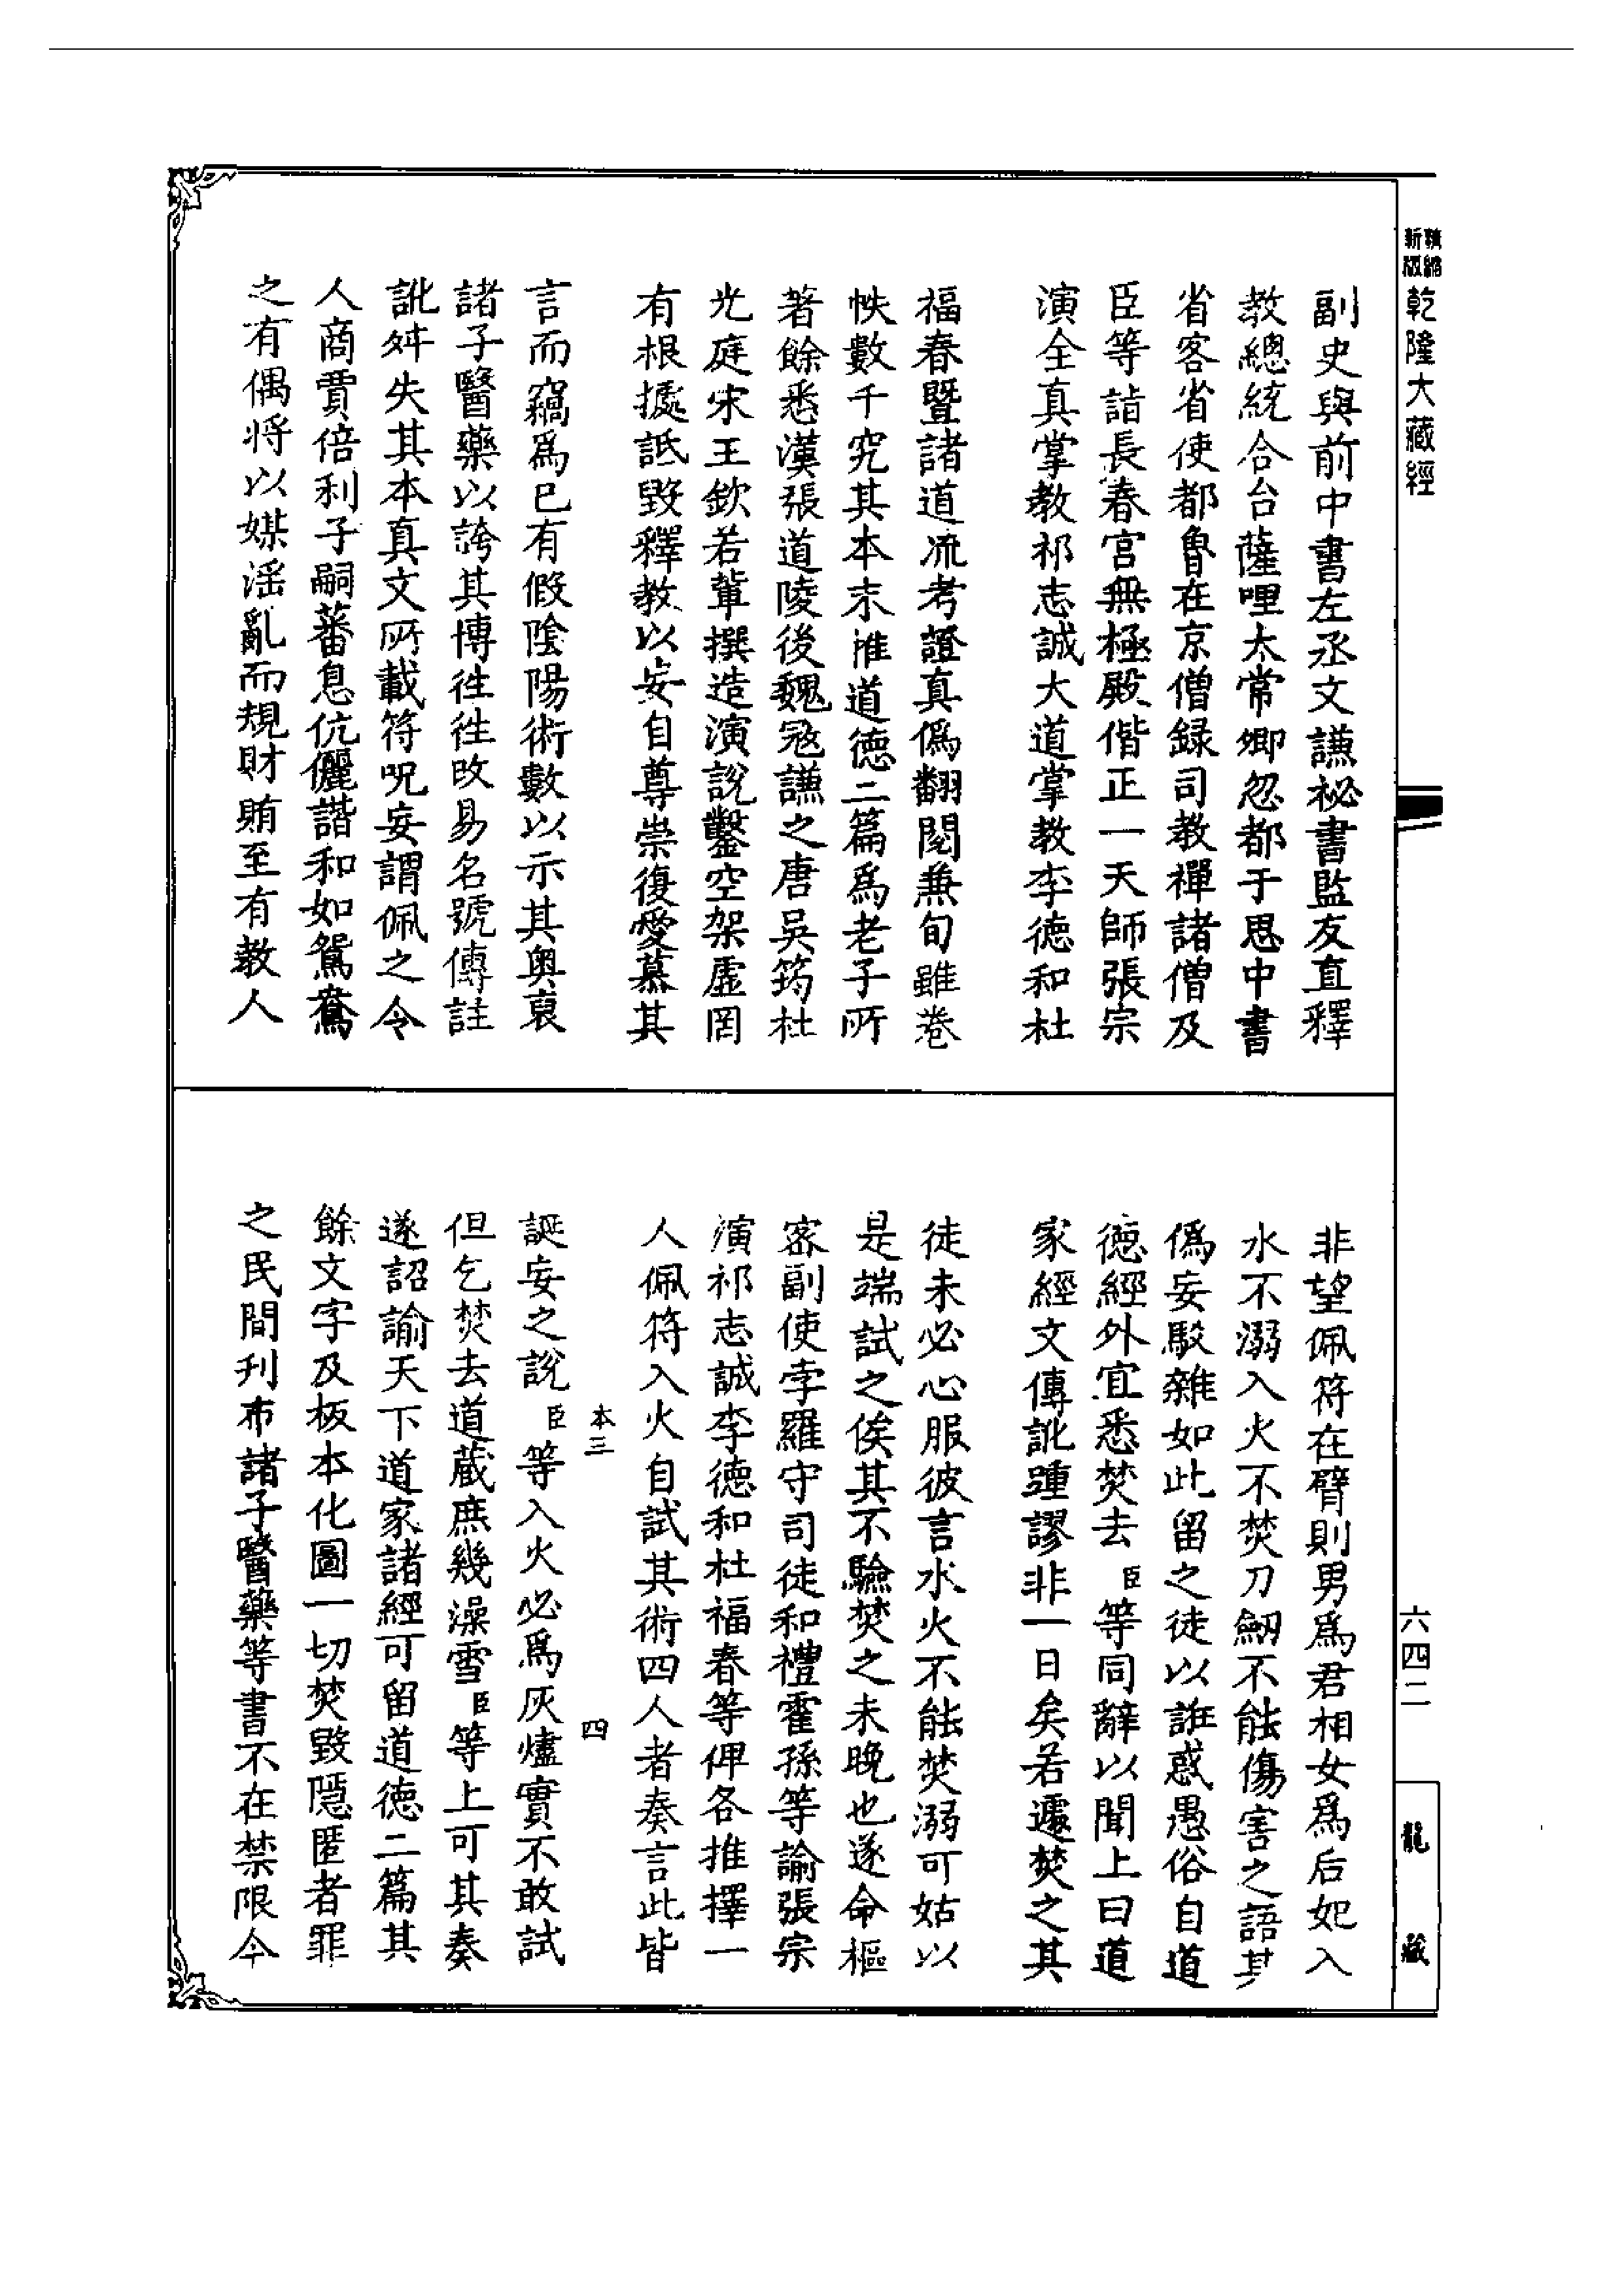 新版
精縮
乾隆大藏經
副史與前中書左丞文謙祕書監友直釋
教總統合台薩哩太常卿忽都于思中書
省客省使都魯在京僧録司教禪諸僧及
臣等詣長春宮無極殿偕正一天師張宗
演全真掌教祁志誠大道掌教李德和杜
福春暨諸道流考證真僞翻閱兼旬雖卷
帙數千究其本末惟道德二篇爲老子所
著餘悉漢張道陵後魏寇謙之唐吳筠杜
光庭宋王欽若輩撰造演說鑿空架虛罔
有根據詆毀釋教以妄自尊崇復愛慕其
言而竊爲己有假陰陽術數以示其奥裒
諸子醫藥以誇其博往往改易名號傳註
訛舛失其本真文所載符呪妄謂佩之令
人商賈倍利子嗣蕃息伉儷諧和如鴛鴦
之有偶将以媒淫亂而規財賄至有教人
非望佩符在臂則男爲君相女爲后妃入
水不溺入火不焚刀劒不能傷害之語其
僞妄駁雜如此留之徒以誑惑愚俗自道
德經外宜悉焚去臣等同辭以聞上曰道
家經文傳訛踵謬非一日矣若遽焚之其
徒未必心服彼言水火不能焚溺可姑以
是端試之俟其不驗焚之未晚也遂命樞
密副使孛羅守司徒和禮霍孫等諭張宗
演祁志誠李德和杜福春等俾各推擇一
人佩符入火自試其術四人者奏言此皆
本三
四
誕妄之說臣等入火必爲灰燼實不敢試
但乞焚去道藏庶幾澡雪臣等上可其奏
遂詔諭天下道家諸經可留道德二篇其
餘文字及板本化圖一切焚毀隱匿者罪
之民間刋布諸子醫藥等書不在禁限今
六四二
龍藏